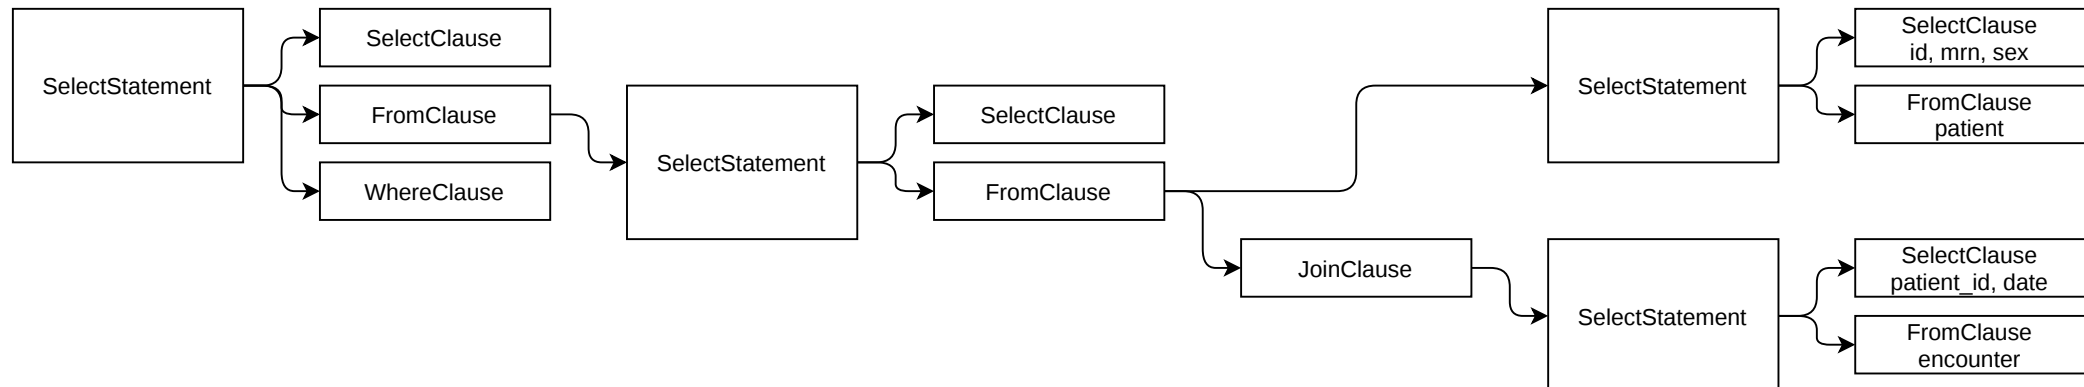 SelectStatement
SelectClause
FromClause
WhereClause
SelectStatement
SelectClause
FromClause
JoinClause
SelectStatement
SelectClause
id, mrn, sex
FromClause
patient
SelectStatement
SelectClause
patient_id, date
FromClause
encounter